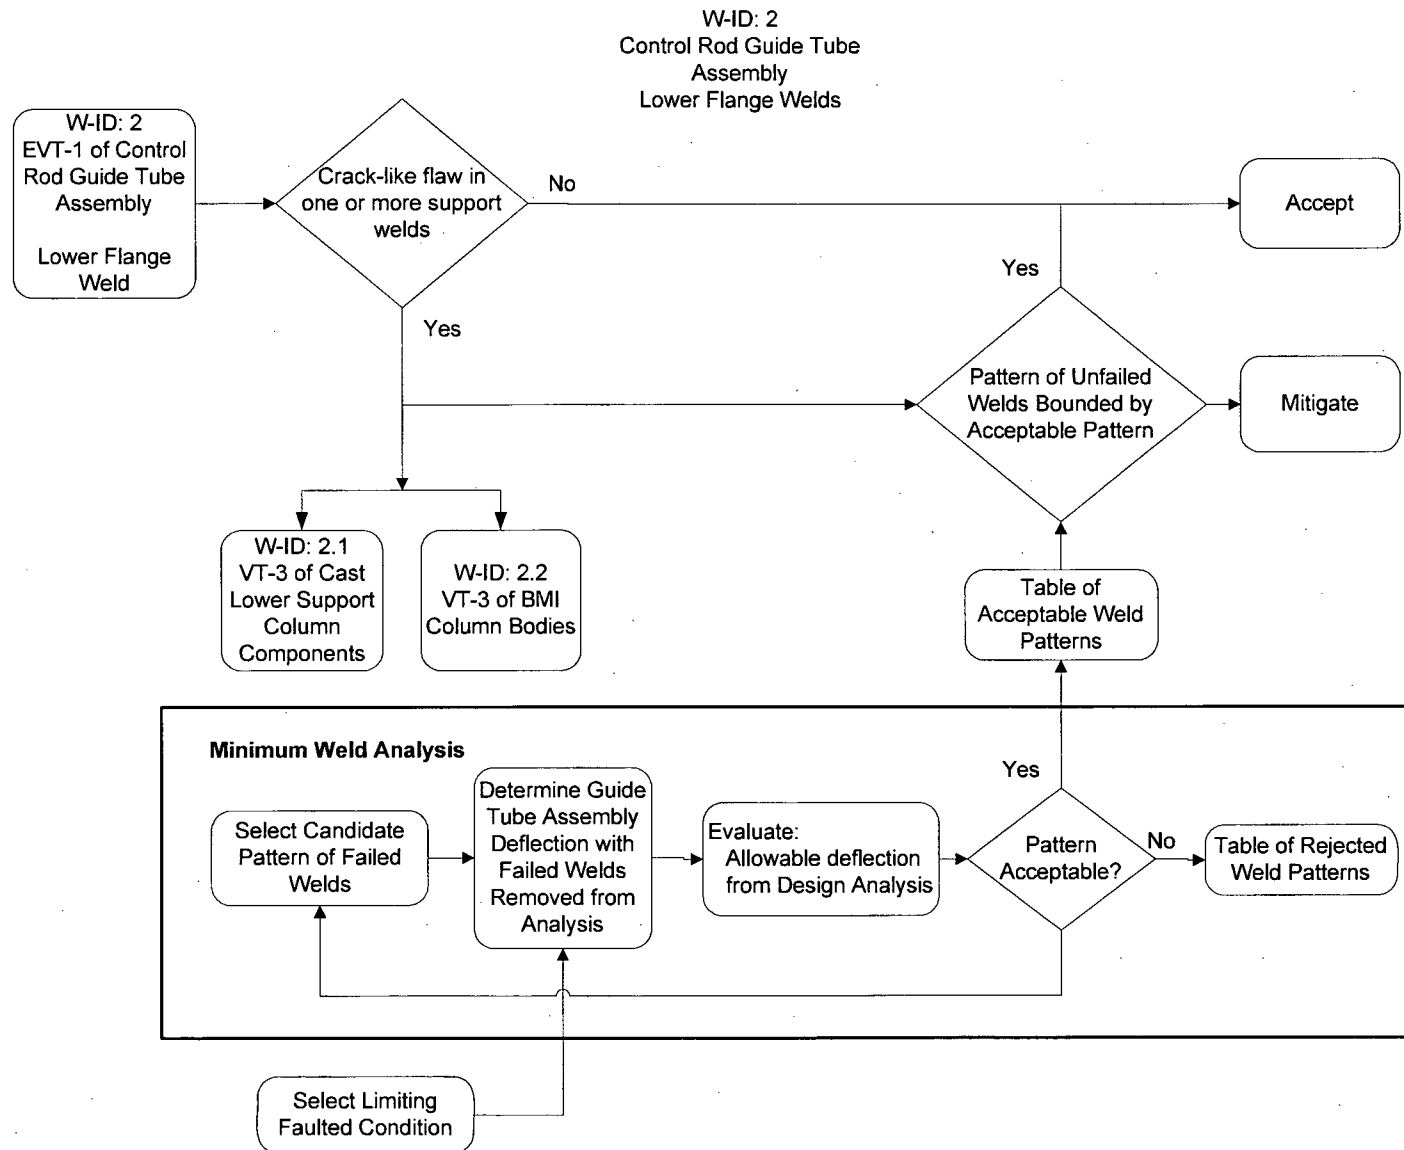 W-ID: 2
Control Rod Guide Tube
Assembly
Lower Flange Welds
W-ID: 2
EVT-1 of Control
Rod Guide Tube
Assembly
Lower Flange
Weld
Crack-like flaw in
one or more support
welds
No
Accept
Yes
Yes
Pattern of Unfailed
Welds Bounded by
Acceptable Pattern
Mitigate
W-ID: 2.1
VT-3 of Cast
Lower Support
Column
Components
W-ID: 2.2
VT-3 of BMI
Column Bodies
Table of
Acceptable Weld
Patterns
Minimum Weld Analysis
Select Candidate
Pattern of Failed
Welds
Determine Guide
Tube Assembly
Deflection with
Failed Welds
Removed from
Analysis
Evaluate:
Allowable deflection
from Design Analysis
Yes
Pattern
Acceptable?
No
Table of Rejected
Weld Patterns
Select Limiting
Faulted Condition